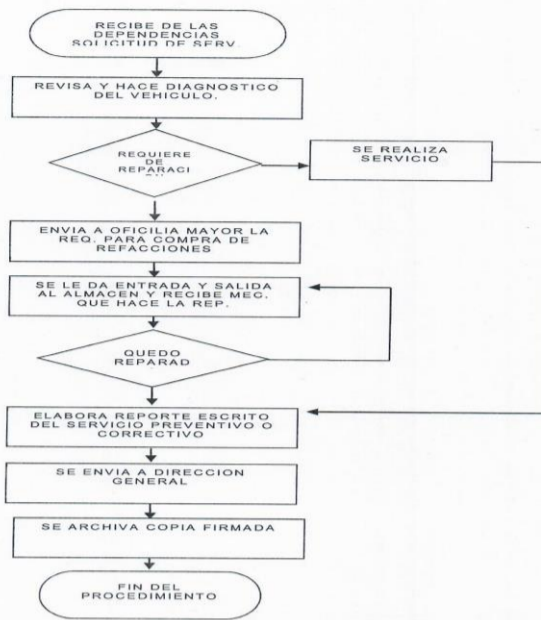 RECIBE DE LAS
DEPENDENCIAS
SOLICITUD DE SERV.
REVISA Y HACE DIAGNOSTICO
DEL VEHICULO.
REQUIERE
DE
REPARACI
SE REALIZA
SERVICIO
ENVIA A OFICILIA MAYOR LA
REQ. PARA COMPRA DE
REFACCIONES
SE LE DA ENTRADA Y SALIDA
AL ALMACEN Y RECIBE MEC.
QUE HACE LA REP.
QUEDO
REPARAD
ELABORA REPORTE ESCRITO
DEL SERVICIO PREVENTIVO O
CORRECTIVO
SE ENVIA A DIRECCION
GENERAL
SE ARCHIVA COPIA FIRMADA
FIN DEL
PROCEDIMIENTO